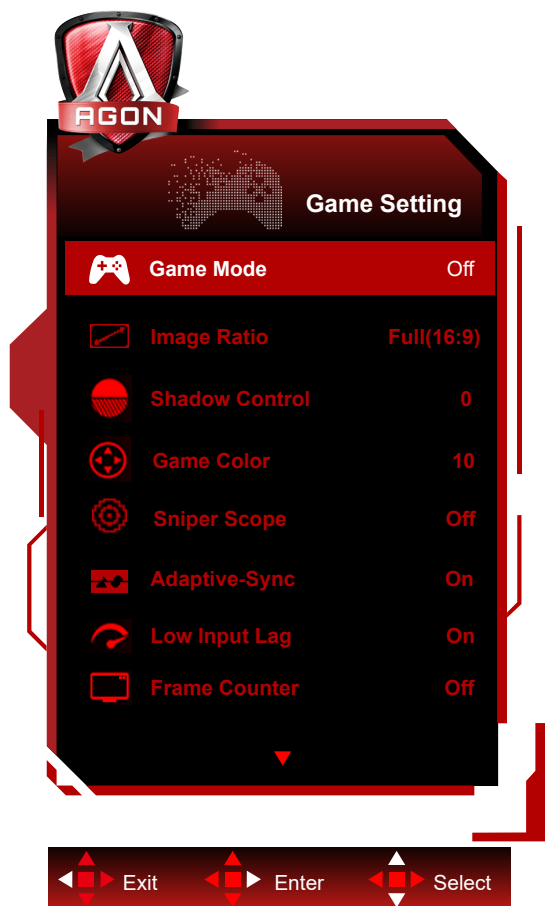 AGON
Game Setting
Game Mode Off
Image Ratio Full(16:9)
Shadow Control 0
Game Color 10
Sniper Scope Off
Adaptive-Sync On
Low Input Lag On
Frame Counter Off
Exit Enter Select